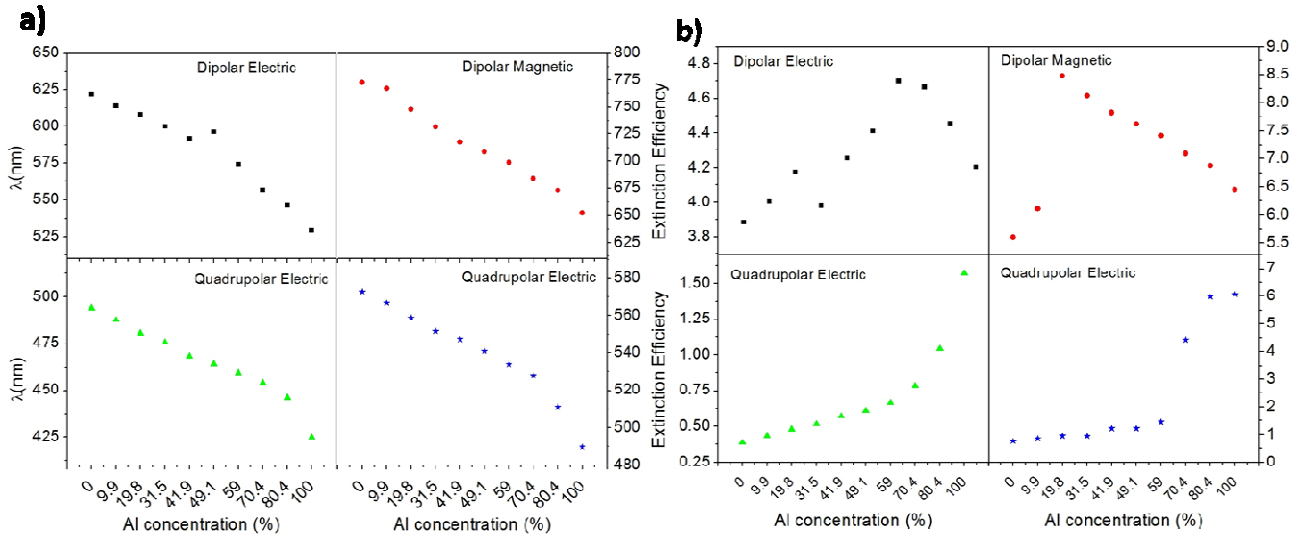 a)
650
625
600
575
550
525
λ(nm)
Dipolar Electric
Dipolar Magnetic
800
775
750
725
700
675
650
625
500
475
450
425
λ(nm)
Quadrupolar Electric
Quadrupolar Electric
580
560
540
520
500
480
0 9.9 19.8 31.5 41.9 49.1 59 70.4 80.4 100
0 9.9 19.8 31.5 41.9 49.1 59 70.4 80.4 100
Al concentration (%)
Al concentration (%)
b)
4.8
4.6
4.4
4.2
4.0
3.8
Extinction Efficiency
Dipolar Electric
Dipolar Magnetic
9.0
8.5
8.0
7.5
7.0
6.5
6.0
5.5
1.50
1.25
1.00
0.75
0.50
0.25
Extinction Efficiency
Quadrupolar Electric
Quadrupolar Electric
7
6
5
4
3
2
1
0
0 9.9 19.8 31.5 41.9 49.1 59 70.4 80.4 100
0 9.9 19.8 31.5 41.9 49.1 59 70.4 80.4 100
Al concentration (%)
Al concentration (%)